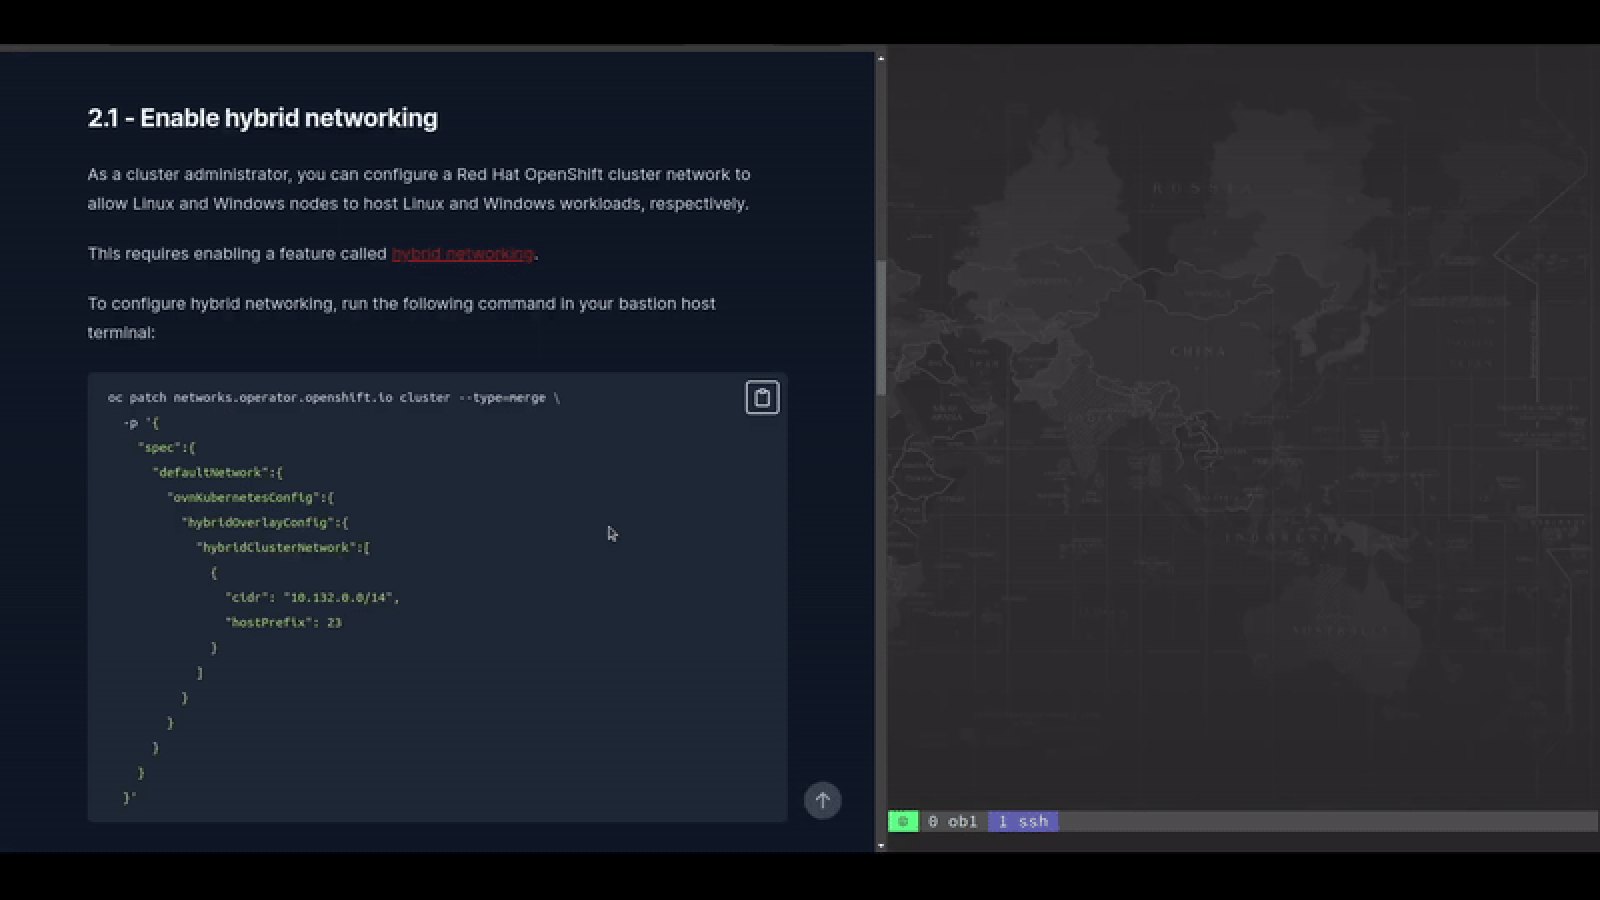 2.1 - Enable hybrid networking
As a cluster administrator, you can configure a Red Hat OpenShift cluster network to
allow Linux and Windows nodes to host Linux and Windows workloads, respectively.
This requires enabling a feature called hybrid networking.
To configure hybrid networking, run the following command in your bastion host
terminal:
oc patch networks.operator.openshift.io cluster --type=merge \
-p '{
"spec":{
"defaultNetwork":{
"ovnKubernetesConfig":{
"hybridOverlayConfig":{
"hybridClusterNetwork":[
{
"cidr": "10.132.0.0/14",
"hostPrefix": 23
}
]
}
}
}
}
}'
RUSSIA
CHINA
IRAN
INDIA
INDONESIA
AUSTRALIA
0 ob1 1 ssh